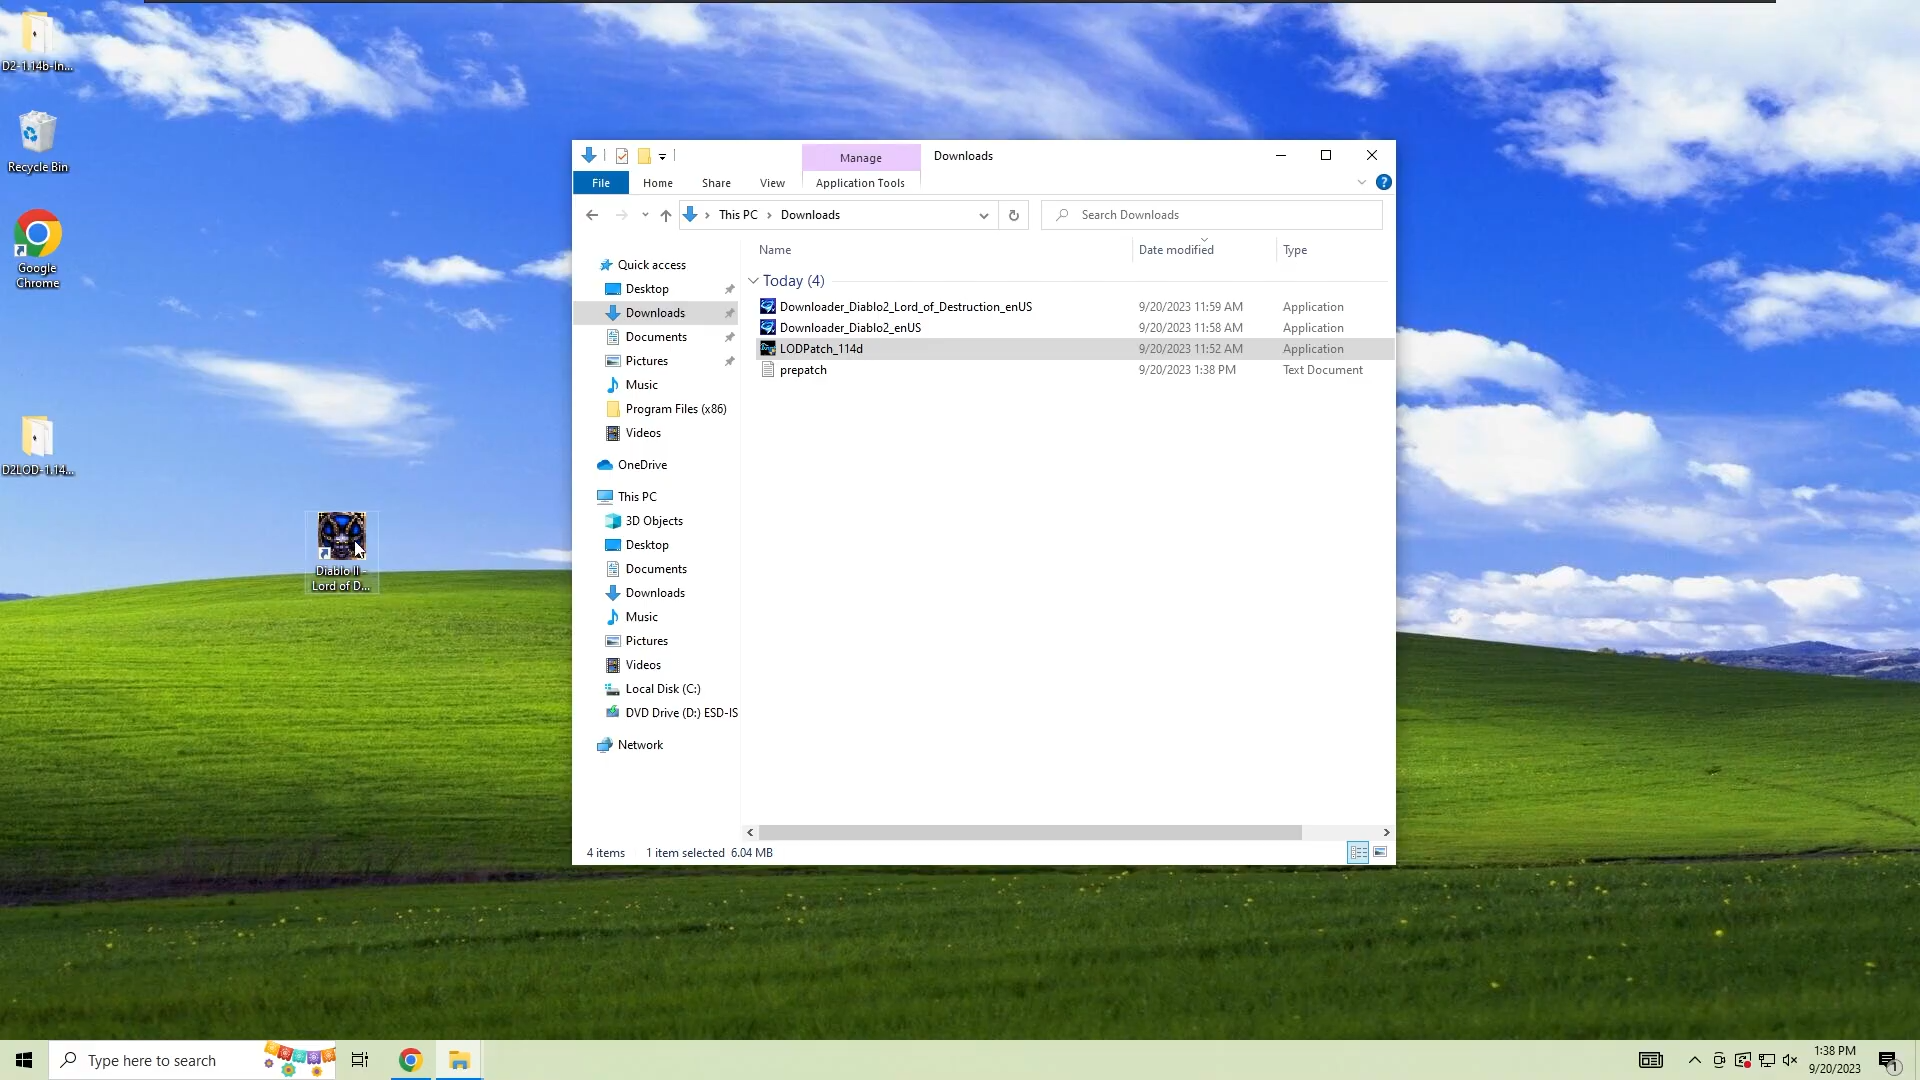 D2-1.14b-In...
Recycle Bin
Google
Chrome
D2LOD-1.14...
Diablo II -
Lord of D...
Manage
Downloads
File
Home
Share
View
Application Tools
This PC
Downloads
Search Downloads
Name
Date modified
Type
Quick access
Desktop
Downloads
Documents
Pictures
Music
Program Files (x86)
Videos
OneDrive
This PC
3D Objects
Desktop
Documents
Downloads
Music
Pictures
Videos
Local Disk (C:)
DVD Drive (D:) ESD-IS
Network
Today (4)
Downloader_Diablo2_Lord_of_Destruction_enUS 9/20/2023 11:59 AM Application
Downloader_Diablo2_enUS 9/20/2023 11:58 AM Application
LODPatch_114d 9/20/2023 11:52 AM Application
prepatch 9/20/2023 1:38 PM Text Document
4 items 1 item selected 6.04 MB
Type here to search
1:38 PM
9/20/2023
1